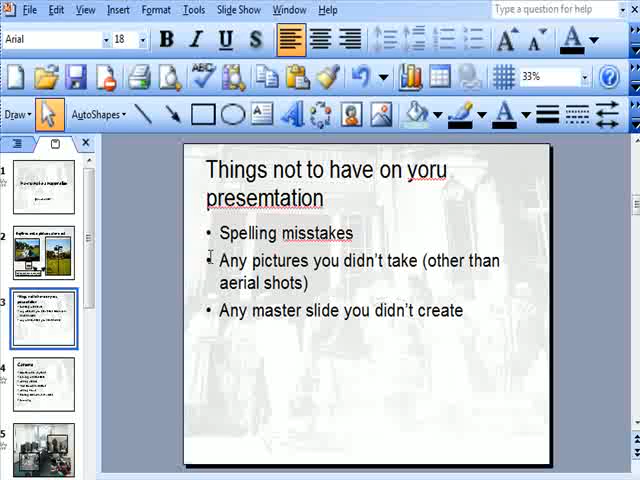 File Edit View Insert Format Tools Slide Show Window Help Type a question for help
Arial 18 B I U S A A A
ABC 33%
Draw AutoShapes A A A
1
2
3
4
5
Things not to have on yoru
presemtation
• Spelling misstakes
• Any pictures you didn't take (other than
aerial shots)
• Any master slide you didn't create